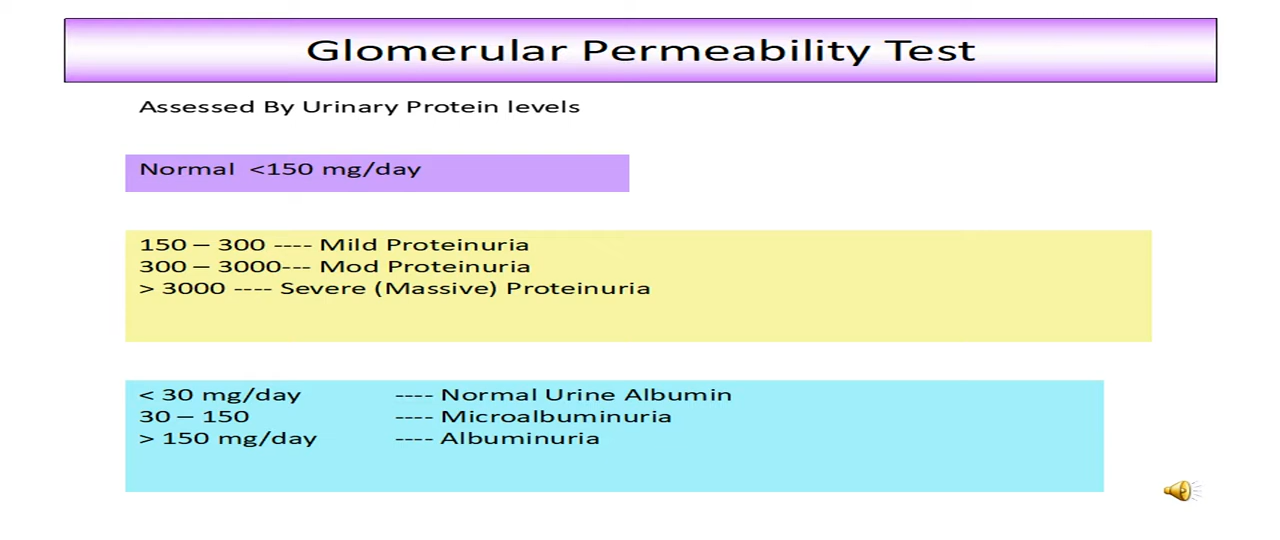 Glomerular Permeability Test
Assessed By Urinary Protein levels
Normal <150 mg/day
150 – 300 ---- Mild Proteinuria
300 – 3000--- Mod Proteinuria
> 3000 ---- Severe (Massive) Proteinuria
< 30 mg/day ---- Normal Urine Albumin
30 – 150 ---- Microalbuminuria
> 150 mg/day ---- Albuminuria